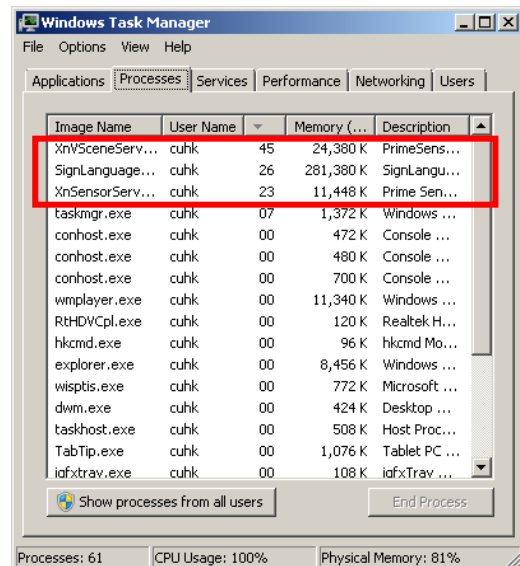 Windows Task Manager
File Options View Help
Applications Processes Services Performance Networking Users
Image Name User Name Memory (... Description
XnVSceneServ... cuhk 45 24,380 K PrimeSens...
SignLanguage... cuhk 26 281,380 K SignLangu...
XnSensorServ... cuhk 23 11,448 K Prime Sen...
taskmgr.exe cuhk 07 1,372 K Windows ...
conhost.exe cuhk 00 472 K Console ...
conhost.exe cuhk 00 480 K Console ...
conhost.exe cuhk 00 700 K Console ...
wmplayer.exe cuhk 00 11,340 K Windows ...
RtHDVCpl.exe cuhk 00 120 K Realtek H...
hkcmd.exe cuhk 00 96 K hkcmd Mo...
explorer.exe cuhk 00 8,456 K Windows ...
wisptis.exe cuhk 00 772 K Microsoft ...
dwm.exe cuhk 00 424 K Desktop ...
taskhost.exe cuhk 00 508 K Host Proc...
TabTip.exe cuhk 00 1,076 K Tablet PC ...
igfxtray.exe cuhk 00 108 K igfxTray ...
Show processes from all users End Process
Processes: 61 CPU Usage: 100% Physical Memory: 81%